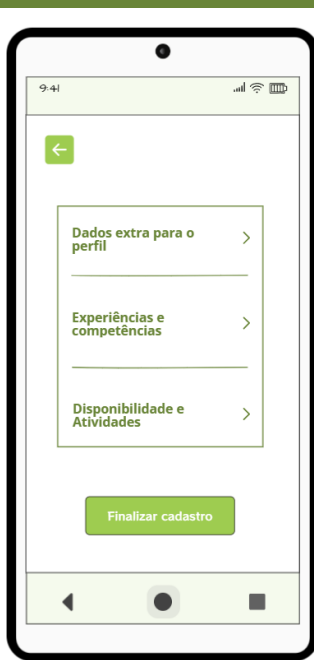 9:41
Dados extra para o
perfil
Experiências e
competências
Disponibilidade e
Atividades
Finalizar cadastro